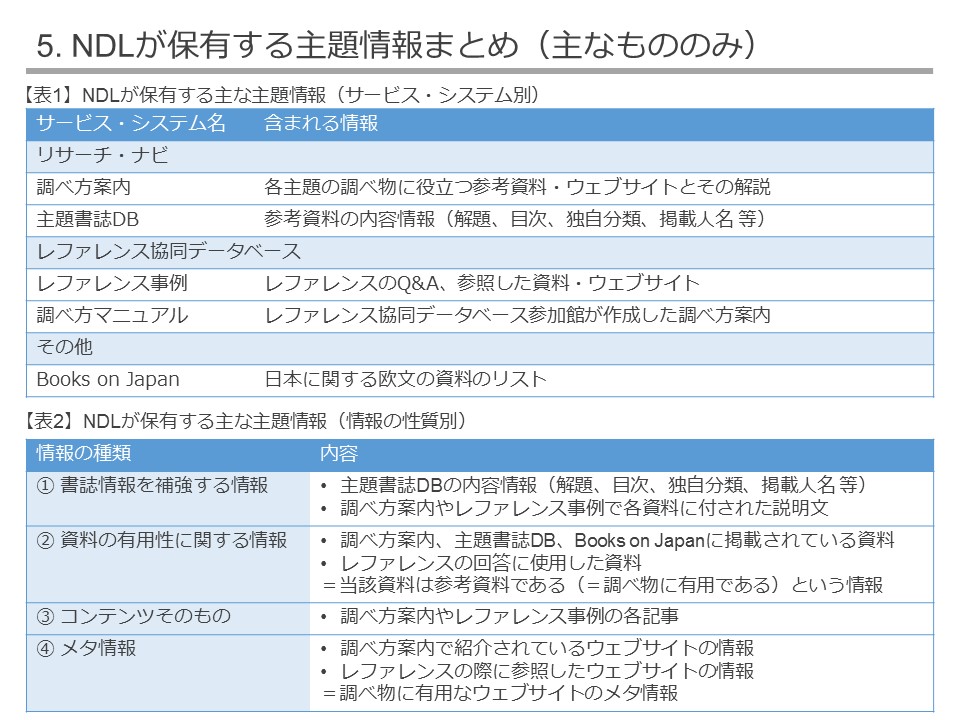 5. NDLが保有する主題情報まとめ（主なもののみ）
【表1】NDLが保有する主な主題情報（サービス・システム別）
サービス・システム名 含まれる情報
リサーチ・ナビ
調べ方案内 各主題の調べ物に役立つ参考資料・ウェブサイトとその解説
主題書誌DB 参考資料の内容情報（解題、目次、独自分類、掲載人名 等）
レファレンス協同データベース
レファレンス事例 レファレンスのQ&A、参照した資料・ウェブサイト
調べ方マニュアル レファレンス協同データベース参加館が作成した調べ方案内
その他
Books on Japan 日本に関する欧文の資料のリスト
【表2】NDLが保有する主な主題情報（情報の性質別）
情報の種類 内容
① 書誌情報を補強する情報 • 主題書誌DBの内容情報（解題、目次、独自分類、掲載人名 等）
• 調べ方案内やレファレンス事例で各資料に付された説明文
② 資料の有用性に関する情報 • 調べ方案内、主題書誌DB、Books on Japanに掲載されている資料
• レファレンスの回答に使用した資料
＝当該資料は参考資料である（＝調べ物に有用である）という情報
③ コンテンツそのもの • 調べ方案内やレファレンス事例の各記事
④ メタ情報 • 調べ方案内で紹介されているウェブサイトの情報
• レファレンスの際に参照したウェブサイトの情報
＝調べ物に有用なウェブサイトのメタ情報